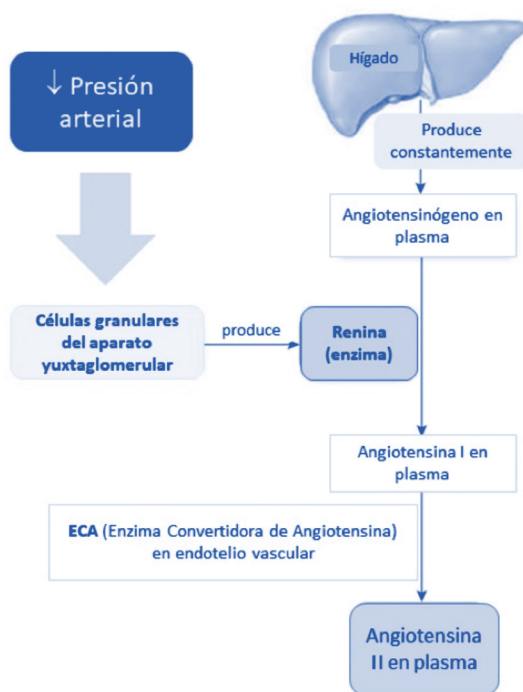 ↓ Presión
arterial
Hígado
Produce
constantemente
Angiotensinógeno en
plasma
Células granulares
del aparato
yuxtaglomerular
produce
Renina
(enzima)
Angiotensina I en
plasma
ECA (Enzima Convertidora de Angiotensina)
en endotelio vascular
Angiotensina
II en plasma